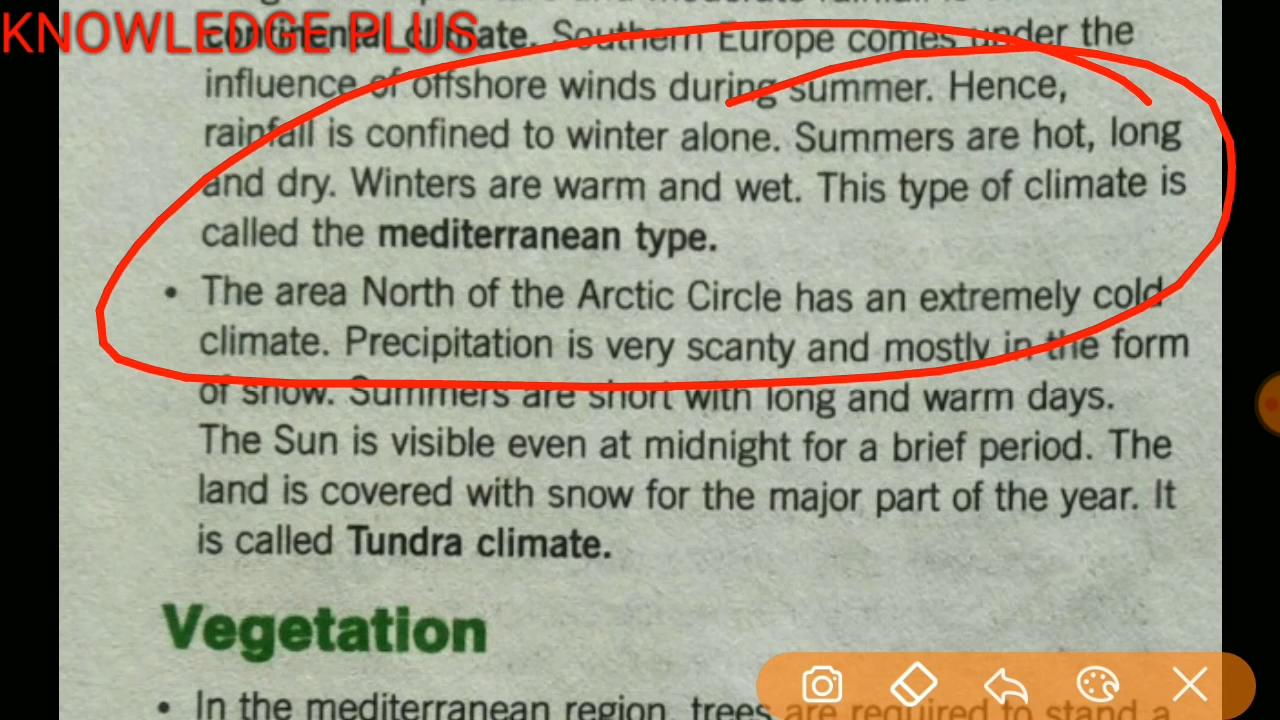 KNOWLEDGE PLUS
continental climate. Southern Europe comes under the
influence of offshore winds during summer. Hence,
rainfall is confined to winter alone. Summers are hot, long
and dry. Winters are warm and wet. This type of climate is
called the mediterranean type.
• The area North of the Arctic Circle has an extremely cold
climate. Precipitation is very scanty and mostly in the form
of snow. Summers are short with long and warm days.
The Sun is visible even at midnight for a brief period. The
land is covered with snow for the major part of the year. It
is called Tundra climate.
Vegetation
• In the mediterranean region, trees are required to stand a